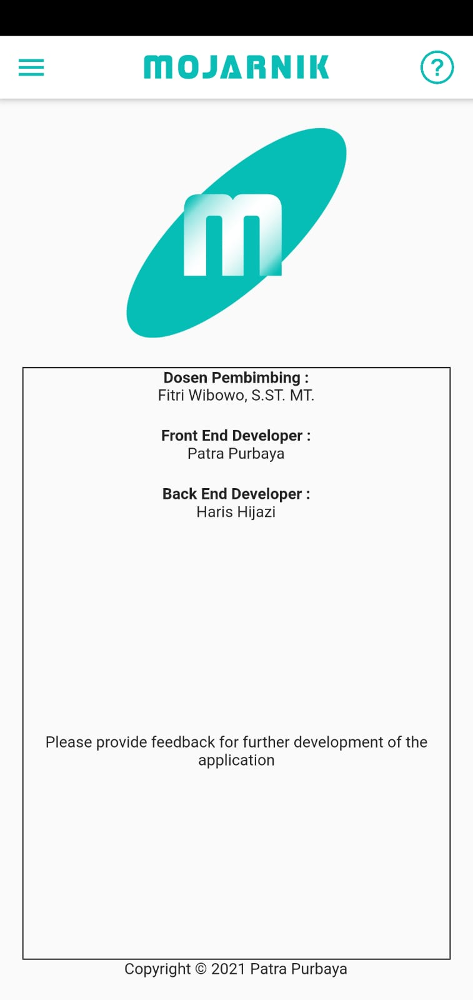 MOJARNIK
?
m
Dosen Pembimbing :
Fitri Wibowo, S.ST. MT.
Front End Developer :
Patra Purbaya
Back End Developer :
Haris Hijazi
Please provide feedback for further development of the
application
Copyright © 2021 Patra Purbaya